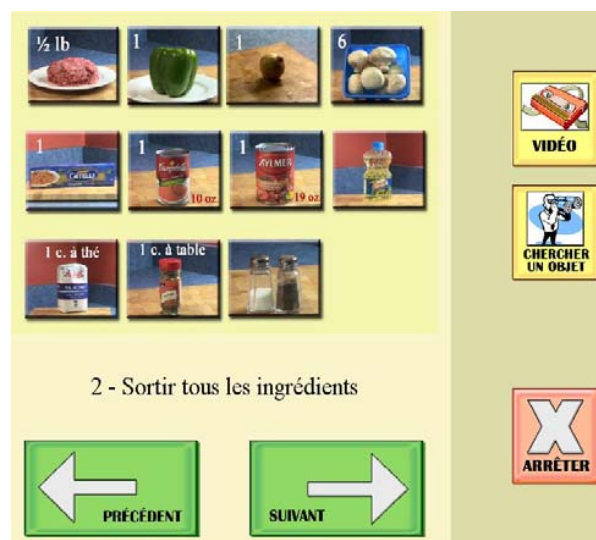 ½ lb
1
1
6
1
1
10 oz
1
AYLMER
19 oz
1 c. à thé
1 c. à table
2 - Sortir tous les ingrédients
PRÉCÉDENT
SUIVANT
VIDÉO
CHERCHER
UN OBJET
ARRÊTER